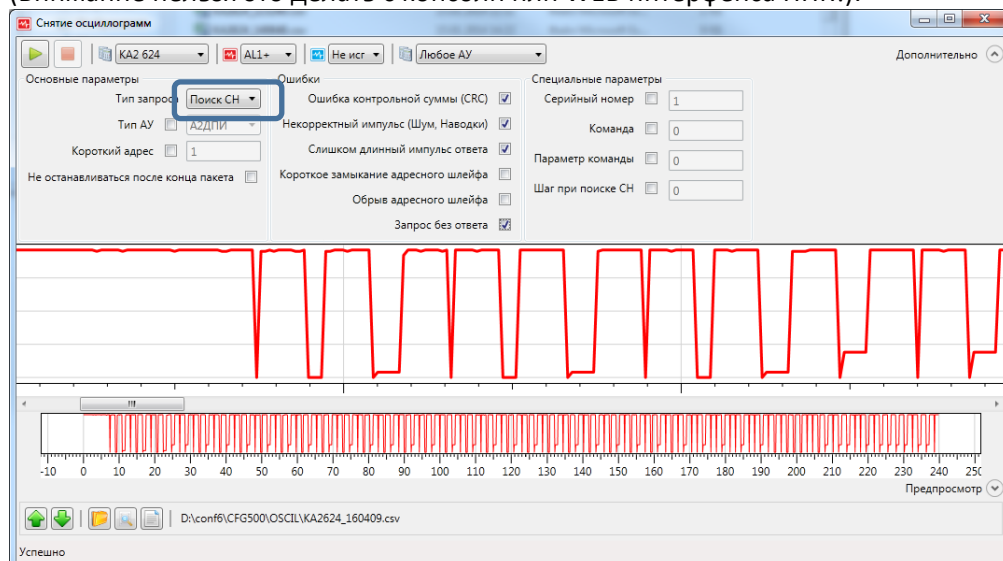 (Внимание нельзя это делать с консоли или WEB интерфейса ППК!):
Снятие осциллограмм
КА2 624 AL1+ Не исг Любое АУ Дополнительно
Основные параметры Ошибки Специальные параметры
Тип запроса Поиск СН Ошибка контрольной суммы (CRC) Серийный номер 1
Тип АУ А2ДПИ Некорректный импульс (Шум, Наводки) Команда 0
Короткий адрес 1 Слишком длинный импульс ответа Параметр команды 0
Не останавливаться после конца пакета Короткое замыкание адресного шлейфа Шаг при поиске СН 0
Обрыв адресного шлейфа
Запрос без ответа
-10 0 10 20 30 40 50 60 70 80 90 100 110 120 130 140 150 160 170 180 190 200 210 220 230 240 250
Предпросмотр
D:\conf6\CFG500\OSCIL\KA2624_160409.csv
Успешно